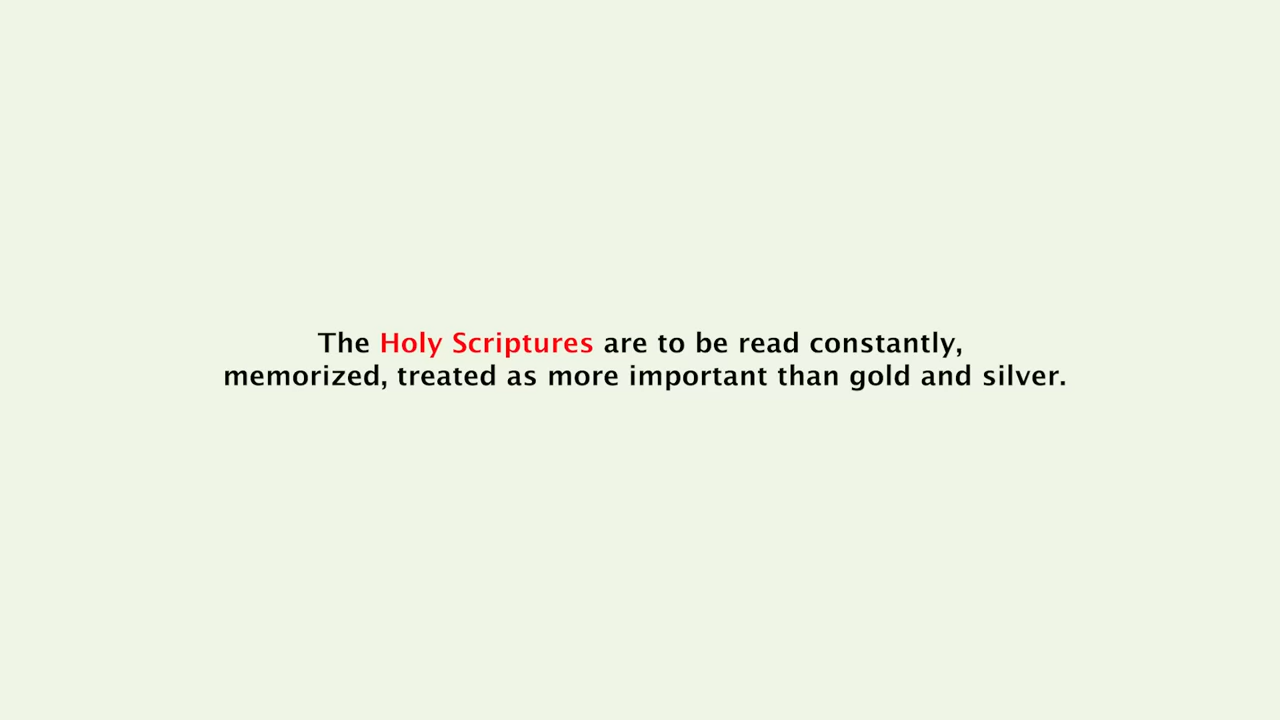 The Holy Scriptures are to be read constantly,
memorized, treated as more important than gold and silver.